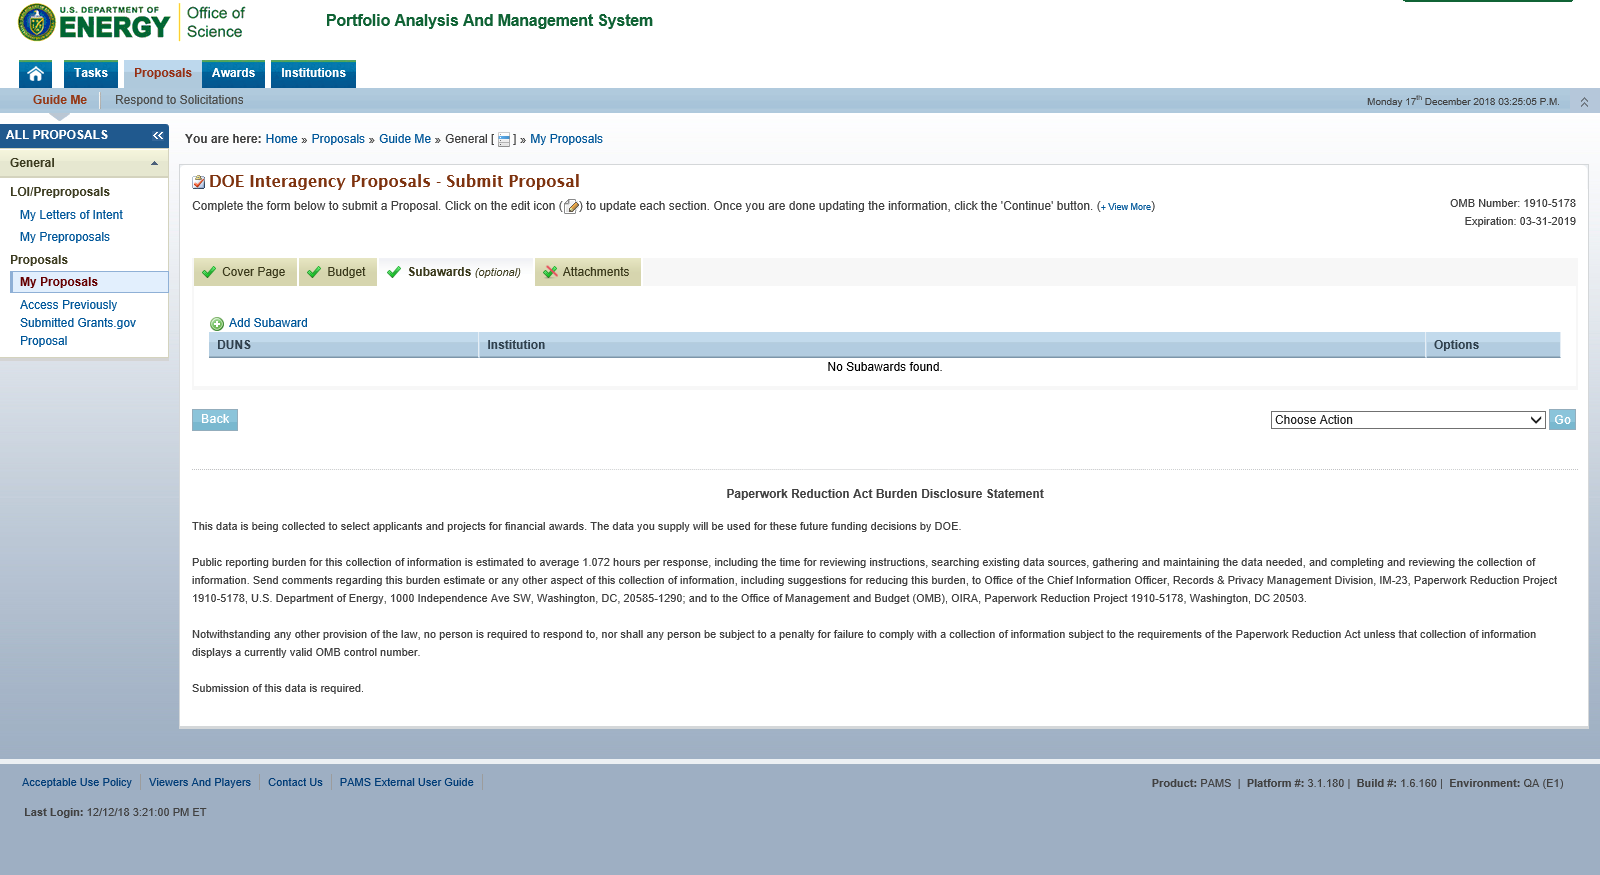 U.S. DEPARTMENT OF
ENERGY
Office of
Science
Portfolio Analysis And Management System
Tasks
Proposals
Awards
Institutions
Guide Me
Respond to Solicitations
Monday 17th December 2018 03:25:05 P.M.
ALL PROPOSALS
General
LOI/Preproposals
My Letters of Intent
My Preproposals
Proposals
My Proposals
Access Previously
Submitted Grants.gov
Proposal
You are here: Home » Proposals » Guide Me » General [ ] » My Proposals
DOE Interagency Proposals - Submit Proposal
Complete the form below to submit a Proposal. Click on the edit icon ( ) to update each section. Once you are done updating the information, click the 'Continue' button. (+ View More)
OMB Number: 1910-5178
Expiration: 03-31-2019
Cover Page
Budget
Subawards (optional)
Attachments
Add Subaward
DUNS
Institution
Options
No Subawards found.
Back
Choose Action
Go
Paperwork Reduction Act Burden Disclosure Statement
This data is being collected to select applicants and projects for financial awards. The data you supply will be used for these future funding decisions by DOE.
Public reporting burden for this collection of information is estimated to average 1.072 hours per response, including the time for reviewing instructions, searching existing data sources, gathering and maintaining the data needed, and completing and reviewing the collection of
information. Send comments regarding this burden estimate or any other aspect of this collection of information, including suggestions for reducing this burden, to Office of the Chief Information Officer, Records & Privacy Management Division, IM-23, Paperwork Reduction Project
1910-5178, U.S. Department of Energy, 1000 Independence Ave SW, Washington, DC, 20585-1290; and to the Office of Management and Budget (OMB), OIRA, Paperwork Reduction Project 1910-5178, Washington, DC 20503.
Notwithstanding any other provision of the law, no person is required to respond to, nor shall any person be subject to a penalty for failure to comply with a collection of information subject to the requirements of the Paperwork Reduction Act unless that collection of information
displays a currently valid OMB control number.
Submission of this data is required.
Acceptable Use Policy
Viewers And Players
Contact Us
PAMS External User Guide
Product: PAMS | Platform #: 3.1.180 | Build #: 1.6.160 | Environment: QA (E1)
Last Login: 12/12/18 3:21:00 PM ET